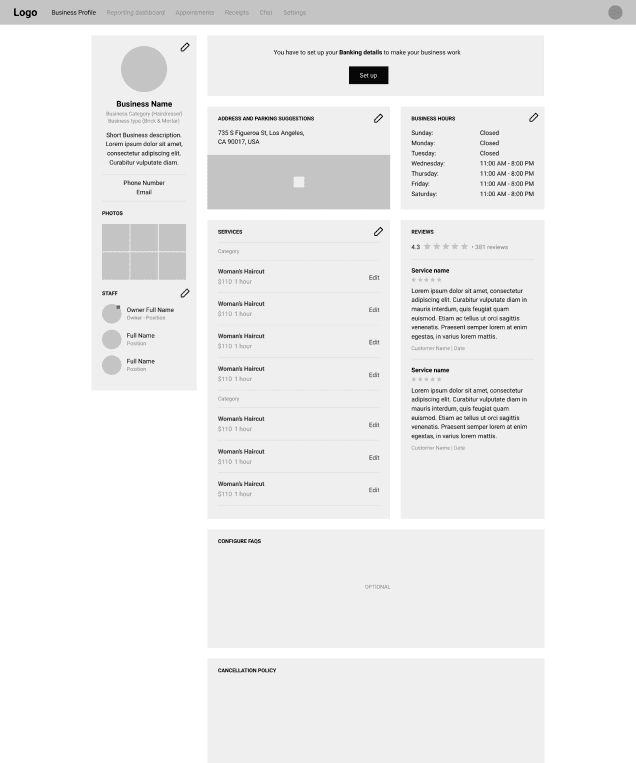 Logo
Business Profile
Reporting dashboard
Appointments
Receipts
Chat
Settings
Business Name
Business Category (Hairdresser)
Business type (Brick & Mortar)
Short Business description.
Lorem ipsum dolor sit amet,
consectetur adipiscing elit.
Curabitur vulputate diam.
Phone Number
Email
PHOTOS
STAFF
Owner Full Name
Owner · Position
Full Name
Position
Full Name
Position
You have to set up your Banking details to make your business work
Set up
ADDRESS AND PARKING SUGGESTIONS
735 S Figueroa St, Los Angeles,
CA 90017, USA
BUSINESS HOURS
Sunday: Closed
Monday: Closed
Tuesday: Closed
Wednesday: 11:00 AM - 8:00 PM
Thursday: 11:00 AM - 8:00 PM
Friday: 11:00 AM - 8:00 PM
Saturday: 11:00 AM - 8:00 PM
SERVICES
Category
Woman's Haircut
$110 1 hour
Edit
Woman's Haircut
$110 1 hour
Edit
Woman's Haircut
$110 1 hour
Edit
Woman's Haircut
$110 1 hour
Edit
Category
Woman's Haircut
$110 1 hour
Edit
Woman's Haircut
$110 1 hour
Edit
Woman's Haircut
$110 1 hour
Edit
REVIEWS
4.3 • 381 reviews
Service name
Lorem ipsum dolor sit amet, consectetur
adipiscing elit. Curabitur vulputate diam in
mauris interdum, quis feugiat quam
euismod. Etiam ac tellus ut orci sagittis
venenatis. Praesent semper lorem at enim
egestas, in varius lorem mattis.
Customer Name | Date
Service name
Lorem ipsum dolor sit amet, consectetur
adipiscing elit. Curabitur vulputate diam in
mauris interdum, quis feugiat quam
euismod. Etiam ac tellus ut orci sagittis
venenatis. Praesent semper lorem at enim
egestas, in varius lorem mattis.
Customer Name | Date
CONFIGURE FAQS
OPTIONAL
CANCELLATION POLICY